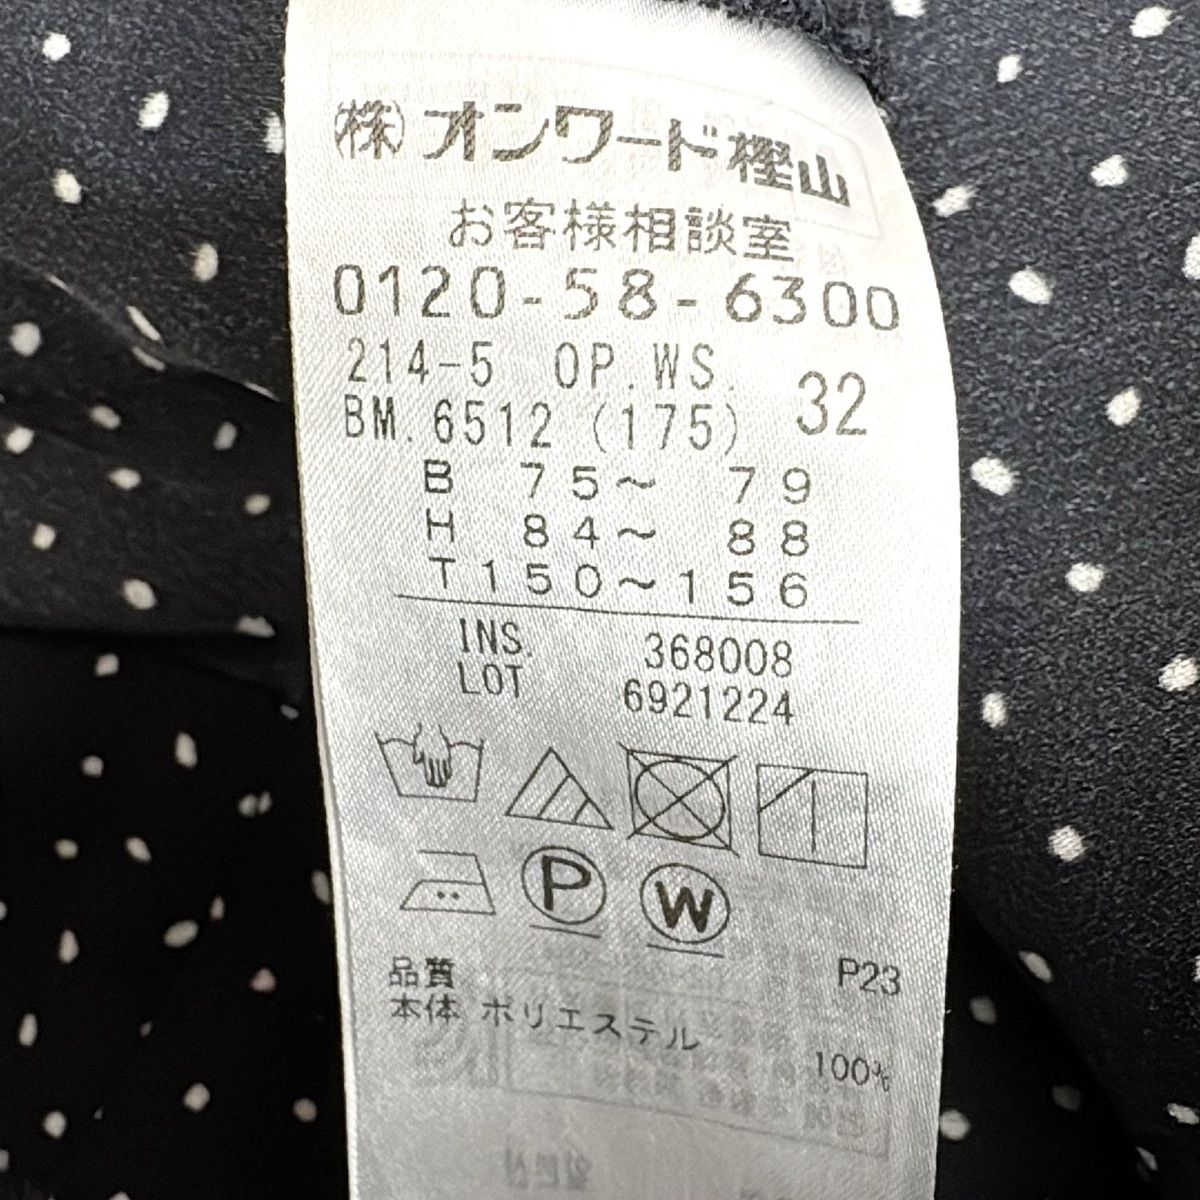 ㈱オンワード樫山
お客様相談室
0120-58-6300
214-5 OP.WS. 32
BM.6512 (175)
B 75～ 79
H 84～ 88
T150～156
INS. 368008
LOT 6921224
P W
P23
品質
本体 ポリエステル 100%